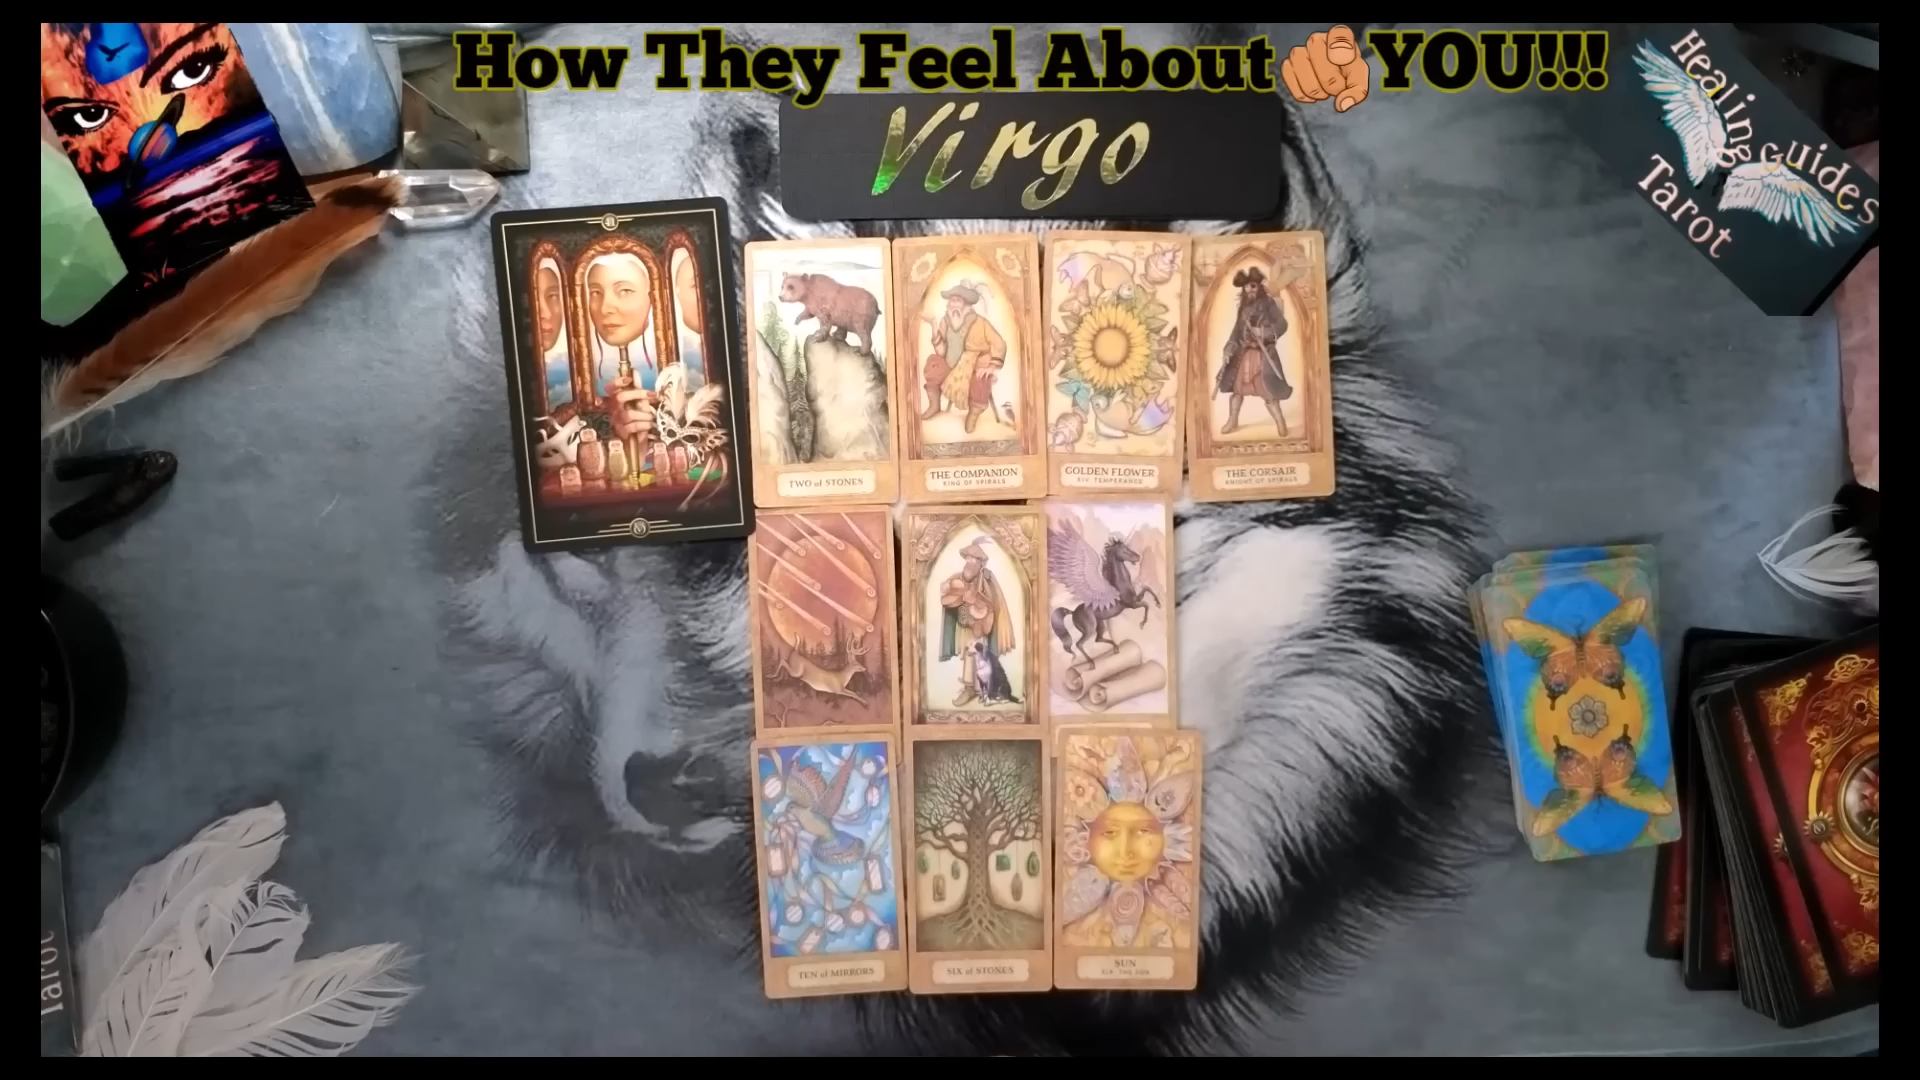 How They Feel About YOU!!!
Virgo
Healing Guides
Tarot
TWO of STONES
THE COMPANION
KING OF SPIRALS
GOLDEN FLOWER
XIV TEMPERANCE
THE CORSAIR
KNIGHT OF SPIRALS
TEN of MIRRORS
SIX of STONES
SUN
XIX THE SUN
Tarot